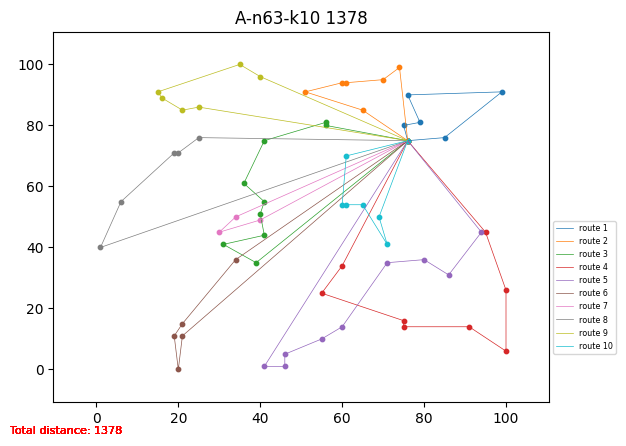 A-n63-k10 1378
100
80
60
40
20
0
0 20 40 60 80 100
route 1
route 2
route 3
route 4
route 5
route 6
route 7
route 8
route 9
route 10
Total distance: 1378